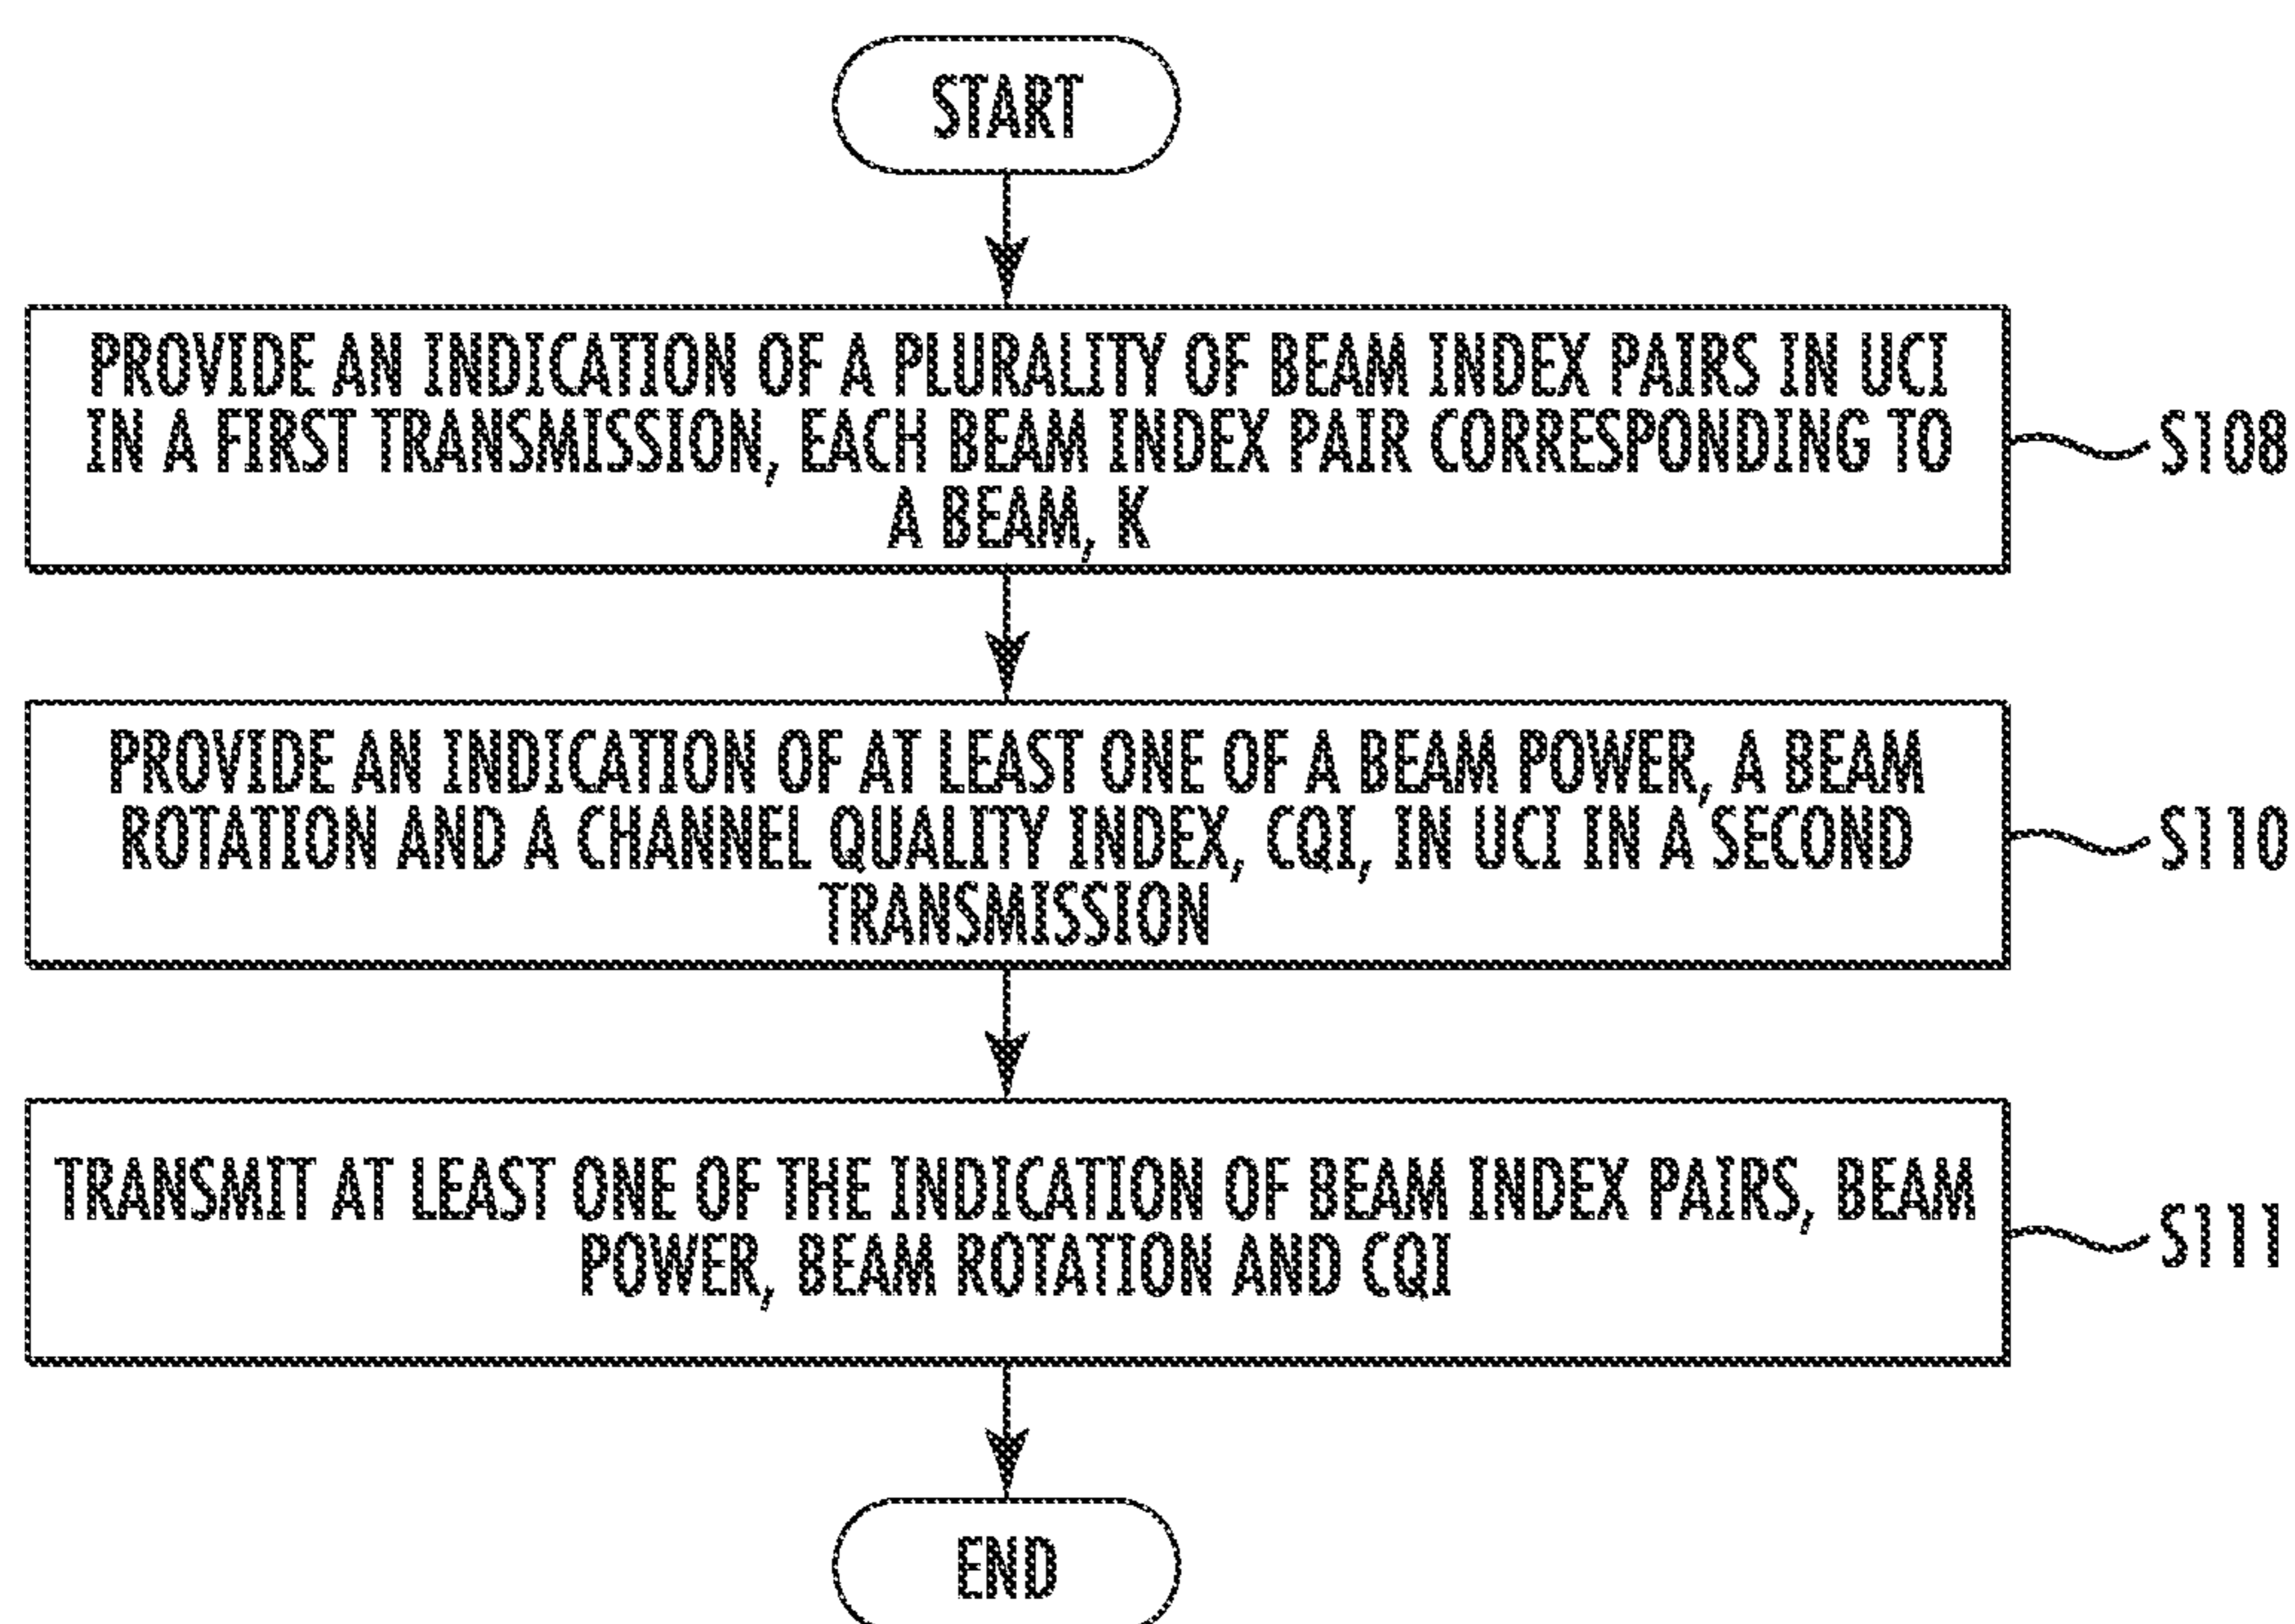 START
PROVIDE AN INDICATION OF A PLURALITY OF BEAM INDEX PAIRS IN UCI
IN A FIRST TRANSMISSION, EACH BEAM INDEX PAIR CORRESPONDING TO
A BEAM, K
S108
PROVIDE AN INDICATION OF AT LEAST ONE OF A BEAM POWER, A BEAM
ROTATION AND A CHANNEL QUALITY INDEX, CQI, IN UCI IN A SECOND
TRANSMISSION
S110
TRANSMIT AT LEAST ONE OF THE INDICATION OF BEAM INDEX PAIRS, BEAM
POWER, BEAM ROTATION AND CQI
S111
END